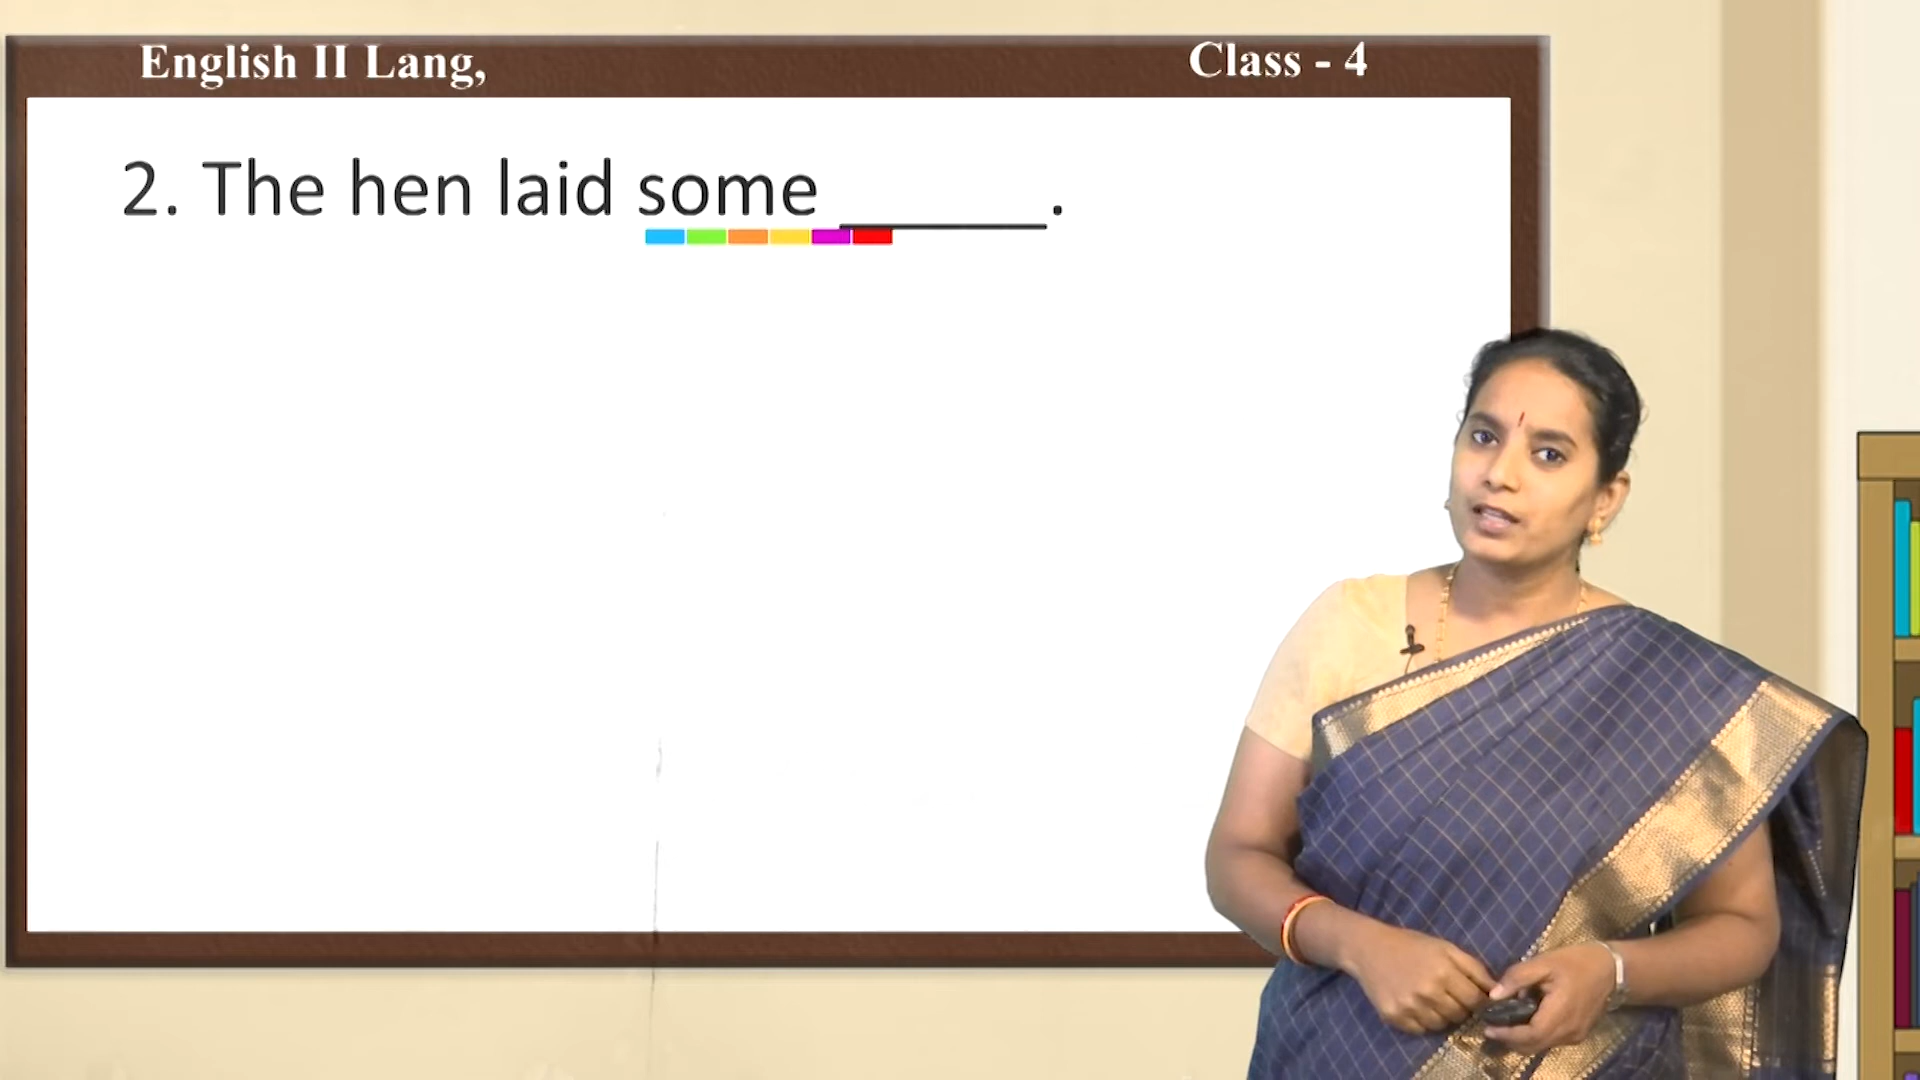 English II Lang,
Class - 4
2. The hen laid some ______.